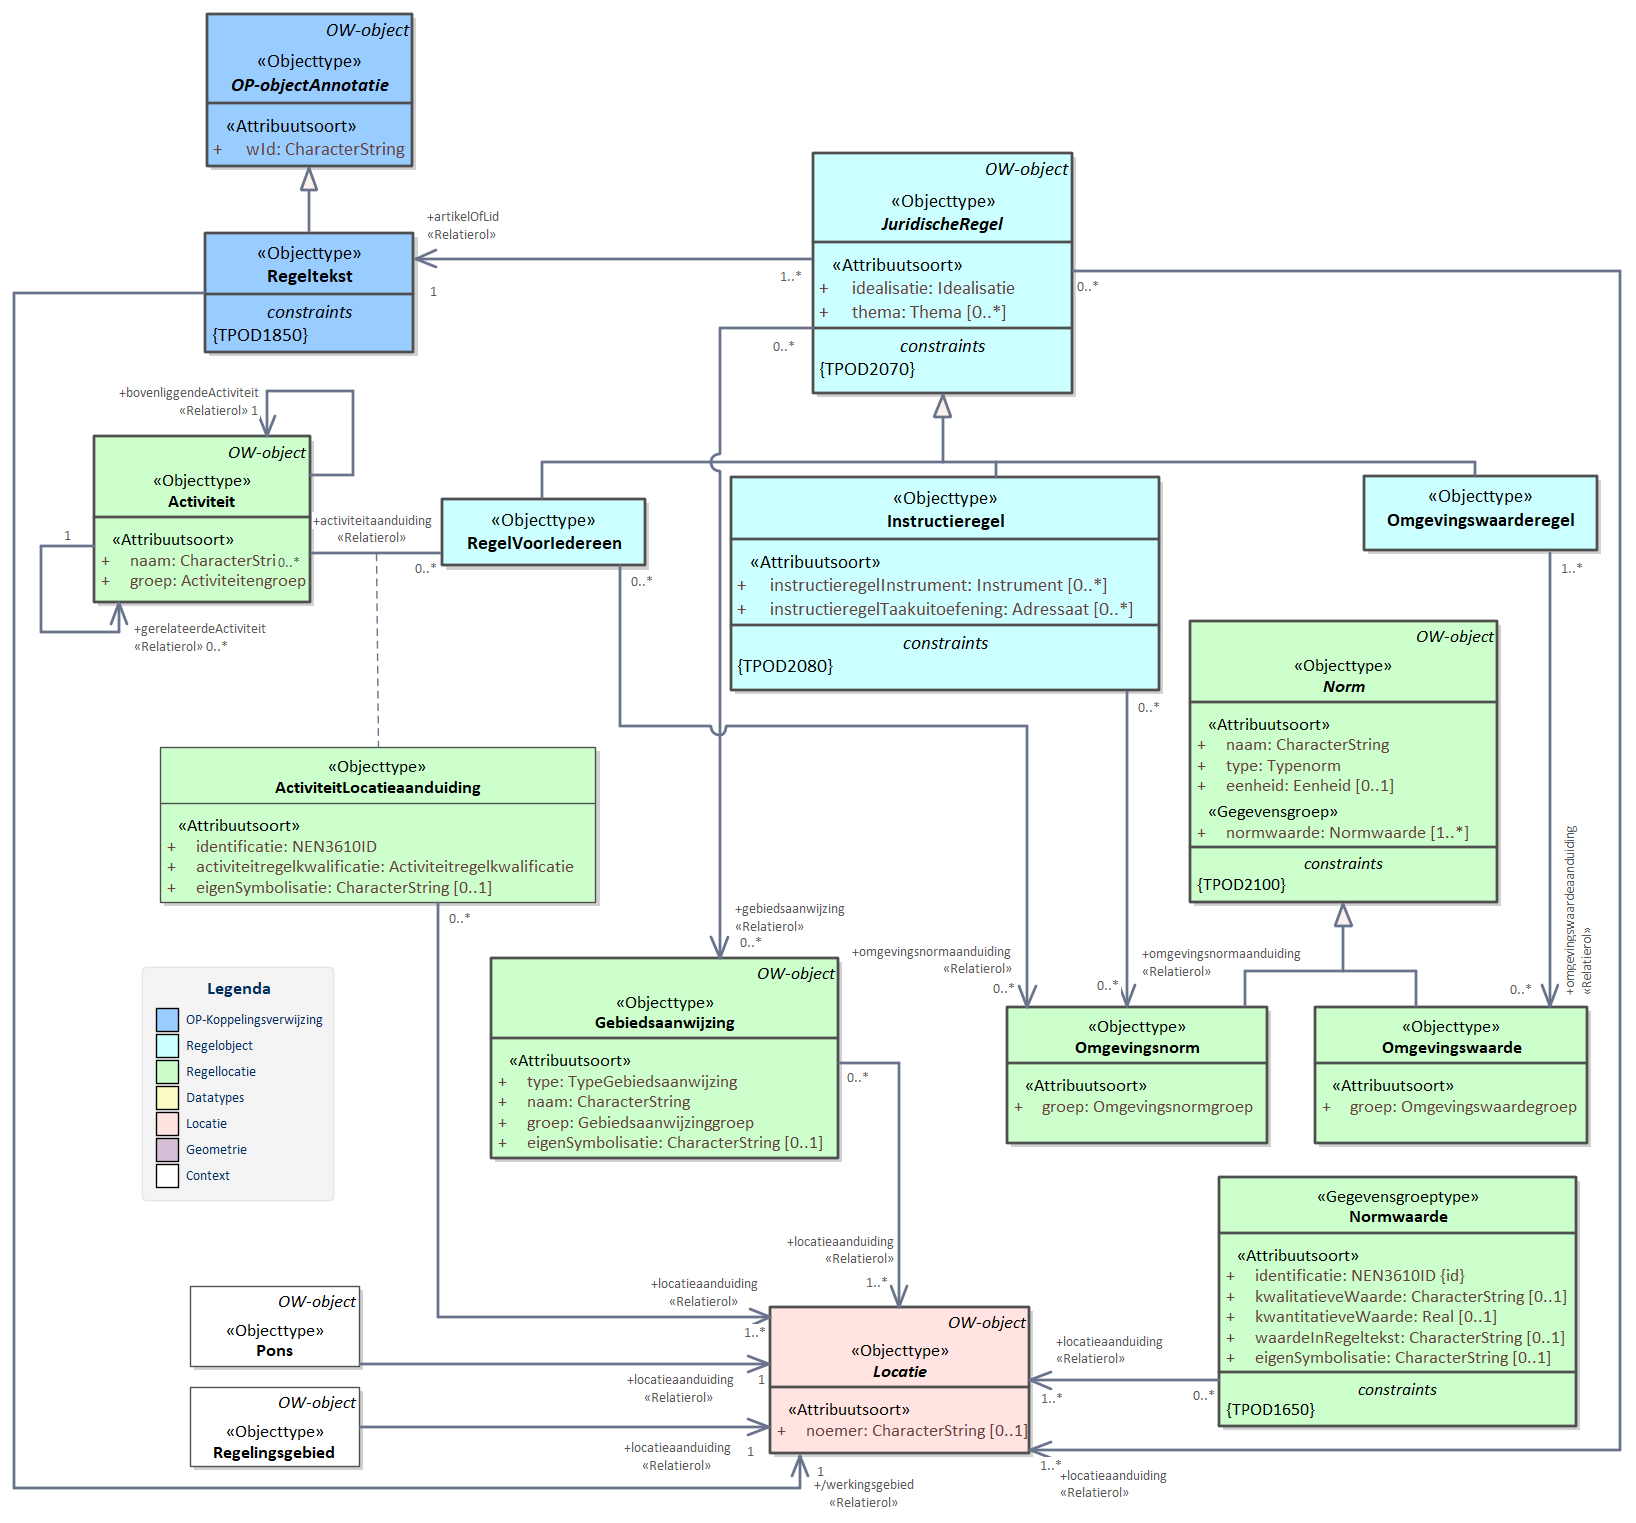 OW-object
«Objecttype»
OP-objectAnnotatie
«Attribuutsoort»
+ wId: CharacterString
OW-object
«Objecttype»
JuridischeRegel
«Attribuutsoort»
+ idealisatie: Idealisatie
+ thema: Thema [0..*]
constraints
{TPOD2070}
+artikelOfLid
«Relatierol»
1..*
1
0..*
0..*
«Objecttype»
Regeltekst
constraints
{TPOD1850}
+bovenliggendeActiviteit
«Relatierol» 1
OW-object
«Objecttype»
Activiteit
«Attribuutsoort»
+ naam: CharacterStri
0..*
+ groep: Activiteitengroep
1
+gerelateerdeActiviteit
«Relatierol» 0..*
+activiteitaanduiding
«Relatierol»
0..*
«Objecttype»
RegelVoorIedereen
0..*
«Objecttype»
Instructieregel
«Attribuutsoort»
+ instructieregelInstrument: Instrument [0..*]
+ instructieregelTaakuitoefening: Adressaat [0..*]
constraints
{TPOD2080}
0..*
«Objecttype»
Omgevingswaarderegel
1..*
OW-object
«Objecttype»
Norm
«Attribuutsoort»
+ naam: CharacterString
+ type: Typenorm
+ eenheid: Eenheid [0..1]
«Gegevensgroep»
+ normwaarde: Normwaarde [1..*]
constraints
{TPOD2100}
+omgevingswaardeaanduiding
«Relatierol»
0..*
«Objecttype»
ActiviteitLocatieaanduiding
«Attribuutsoort»
+ identificatie: NEN3610ID
+ activiteitregelkwalificatie: Activiteitregelkwalificatie
+ eigenSymbolisatie: CharacterString [0..1]
0..*
+gebiedsaanwijzing
«Relatierol»
0..*
+omgevingsnormaanduiding
«Relatierol»
0..*
+omgevingsnormaanduiding
«Relatierol»
0..*
Legenda
OP-Koppelingsverwijzing
Regelobject
Regellocatie
Datatypes
Locatie
Geometrie
Context
OW-object
«Objecttype»
Gebiedsaanwijzing
«Attribuutsoort»
+ type: TypeGebiedsaanwijzing
+ naam: CharacterString
+ groep: Gebiedsaanwijzinggroep
+ eigenSymbolisatie: CharacterString [0..1]
0..*
«Objecttype»
Omgevingsnorm
«Attribuutsoort»
+ groep: Omgevingsnormgroep
«Objecttype»
Omgevingswaarde
«Attribuutsoort»
+ groep: Omgevingswaardegroep
«Gegevensgroeptype»
Normwaarde
«Attribuutsoort»
+ identificatie: NEN3610ID {id}
+ kwalitatieveWaarde: CharacterString [0..1]
+ kwantitatieveWaarde: Real [0..1]
+ waardeInRegeltekst: CharacterString [0..1]
+ eigenSymbolisatie: CharacterString [0..1]
constraints
{TPOD1650}
+locatieaanduiding
«Relatierol»
1..*
+locatieaanduiding
«Relatierol»
1..*
OW-object
«Objecttype»
Pons
+locatieaanduiding
«Relatierol»
1
OW-object
«Objecttype»
Regelingsgebied
+locatieaanduiding
«Relatierol»
1
OW-object
«Objecttype»
Locatie
«Attribuutsoort»
+ noemer: CharacterString [0..1]
+locatieaanduiding
«Relatierol»
1..*
0..*
1..*
+locatieaanduiding
«Relatierol»
1
+/werkingsgebied
«Relatierol»